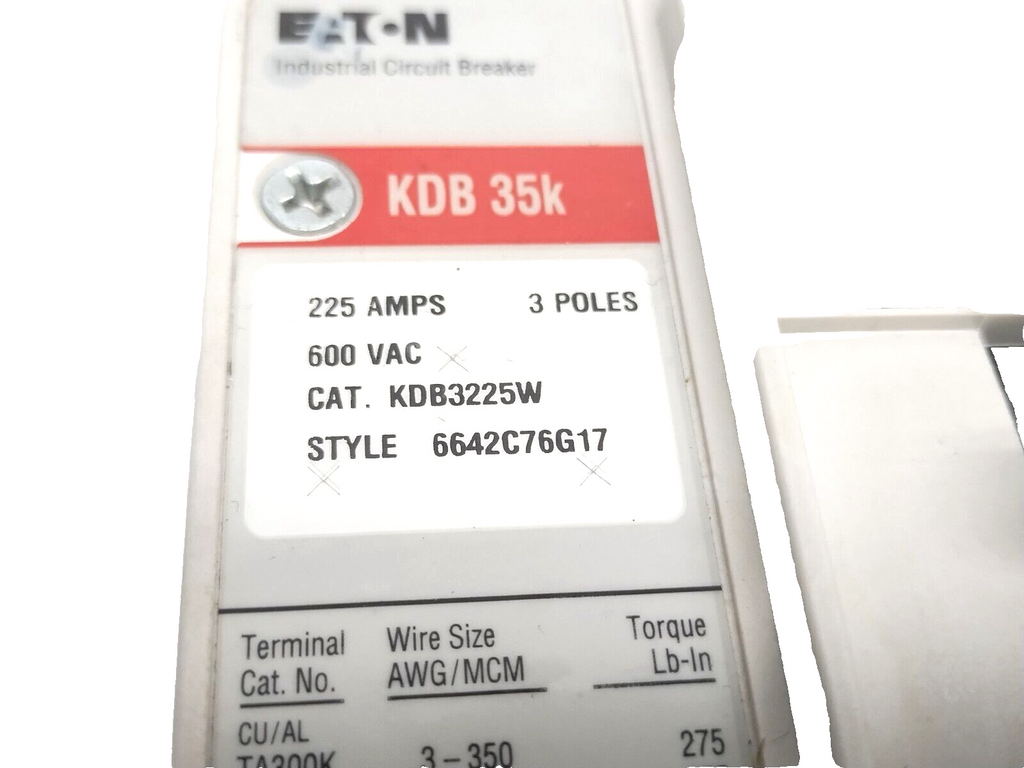 EATON
Industrial Circuit Breaker
KDB 35k
225 AMPS 3 POLES
600 VAC
CAT. KDB3225W
STYLE 6642C76G17
Terminal Cat. No.
Wire Size AWG/MCM
Torque Lb-In
CU/AL
TA300K 3-350 275